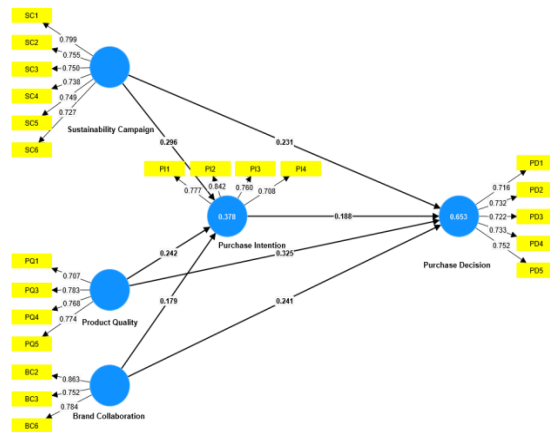 SC1
0.799
SC2
0.755
SC3
0.750
SC4
0.738
SC5
0.749
SC6
0.727
Sustainability Campaign
0.296
0.231
PI1
PI2
PI3
PI4
0.777
0.842
0.760
0.708
0.378
Purchase Intention
0.188
PD1
0.716
PD2
0.732
PD3
0.722
PD4
0.733
PD5
0.752
0.653
Purchase Decision
0.242
0.325
PQ1
0.707
PQ3
0.783
PQ4
0.768
PQ5
0.774
Product Quality
0.179
0.241
BC2
0.863
BC3
0.752
BC6
0.784
Brand Collaboration